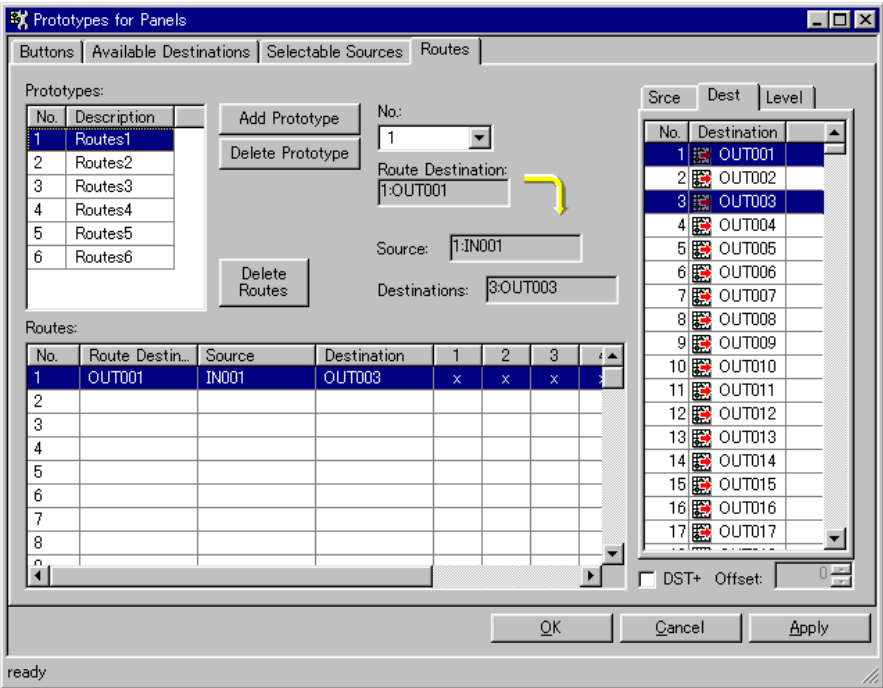 Prototypes for Panels
Buttons Available Destinations Selectable Sources Routes
Prototypes:
No. Description
1 Routes1
2 Routes2
3 Routes3
4 Routes4
5 Routes5
6 Routes6
Add Prototype
Delete Prototype
Delete
Routes
No.:
1
Route Destination:
1:OUT001
Source: 1:IN001
Destinations: 3:OUT003
Routes:
No. Route Destin... Source Destination 1 2 3
1 OUT001 IN001 OUT003 x x x
2
3
4
5
6
7
8
Srce Dest Level
No. Destination
1 OUT001
2 OUT002
3 OUT003
4 OUT004
5 OUT005
6 OUT006
7 OUT007
8 OUT008
9 OUT009
10 OUT010
11 OUT011
12 OUT012
13 OUT013
14 OUT014
15 OUT015
16 OUT016
17 OUT017
DST+ Offset: 0
OK Cancel Apply
ready